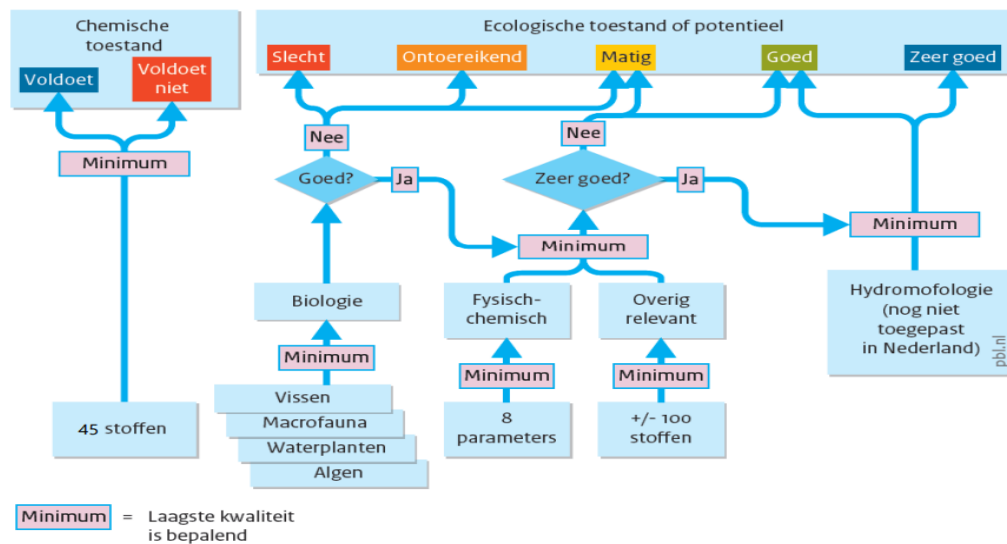 Chemische
toestand
Voldoet
Voldoet
niet
Minimum
45 stoffen
Ecologische toestand of potentieel
Slecht
Ontoereikend
Matig
Goed
Zeer goed
Nee
Nee
Goed?
Ja
Zeer goed?
Ja
Minimum
Minimum
Biologie
Fysisch-
chemisch
Overig
relevant
Hydromofologie
(nog niet
toegepast
in Nederland)
pbl.nl
Minimum
Minimum
Minimum
Vissen
Macrofauna
Waterplanten
Algen
8
parameters
+/- 100
stoffen
Minimum = Laagste kwaliteit
is bepalend